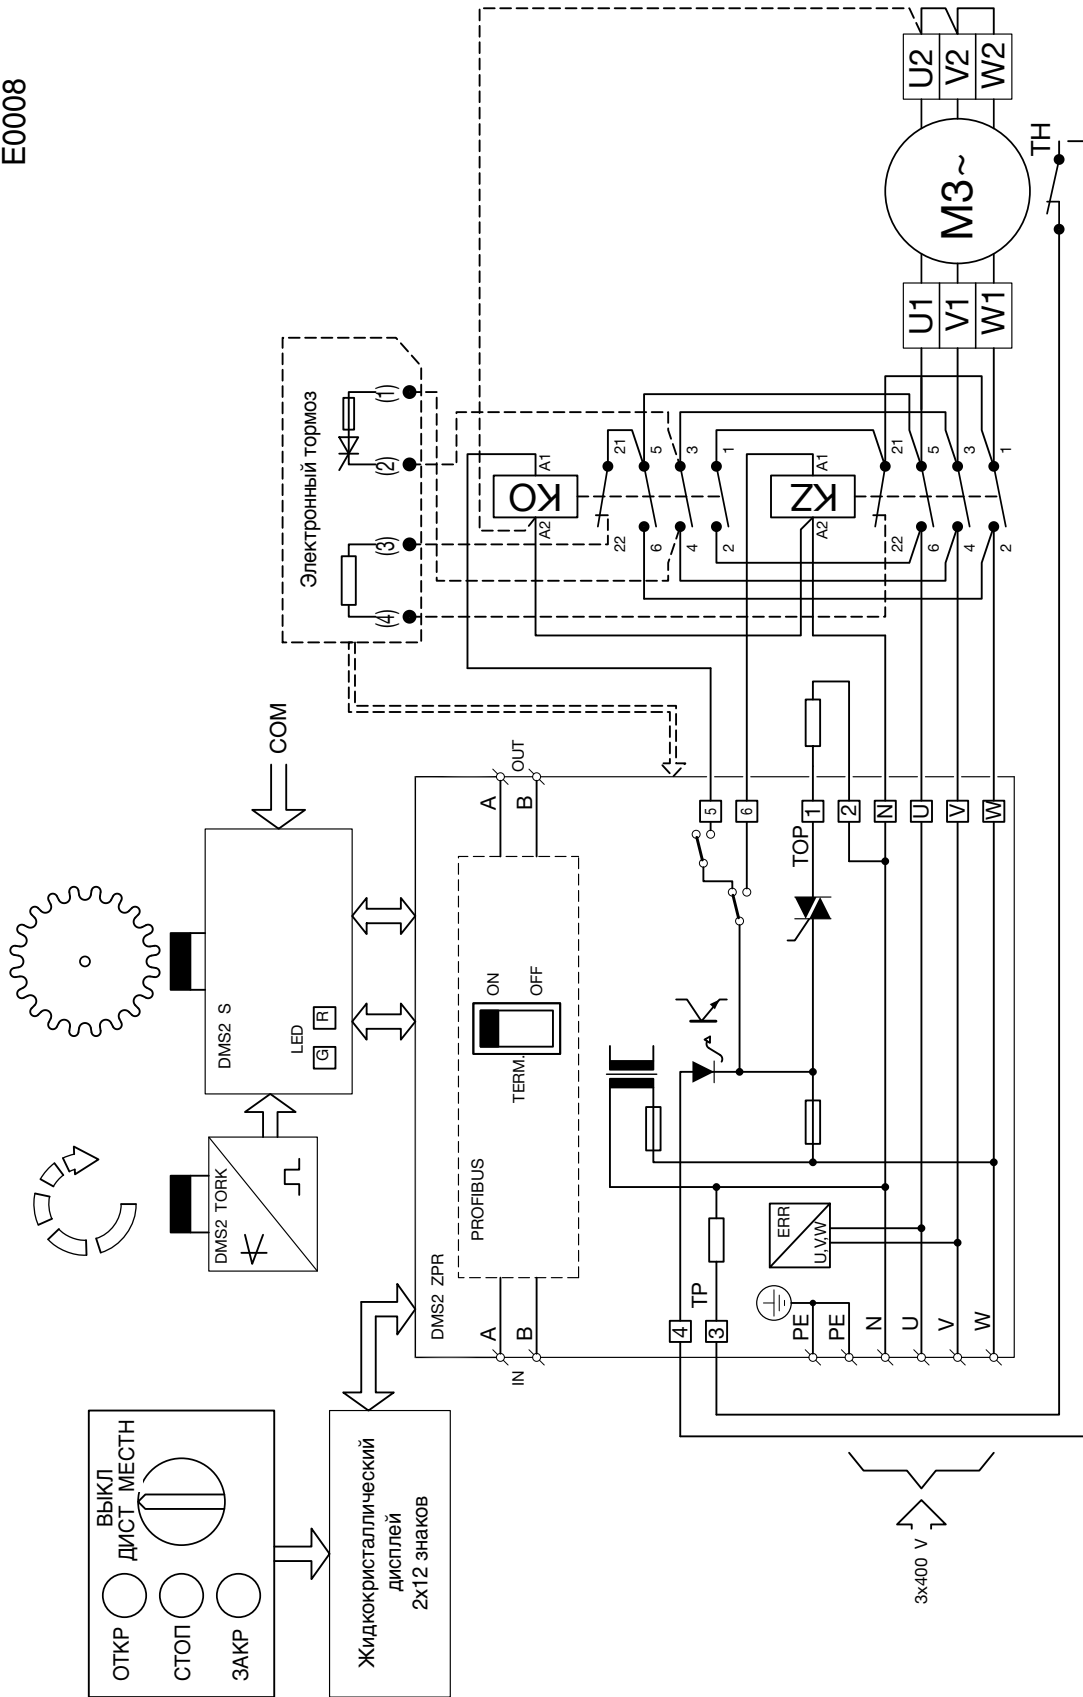 E0008
ОТКР
СТОП
ЗАКР
ВЫКЛ
ДИСТ МЕСТН
Жидкокристаллический
дисплей
2x12 знаков
DMS2 TORK
DMS2 S
LED
G
R
COM
DMS2 ZPR
PROFIBUS
TERM.
ON
OFF
A
B
IN
A
B
OUT
Электронный тормоз
(4)
(3)
(2)
(1)
4
3
TP
5
6
TOP
1
2
N
U
V
W
ERR
U,V,W
PE
PE
N
U
V
W
3x400 V
KO
A2
A1
22
21
6
5
4
3
2
1
KZ
A2
A1
22
21
6
5
4
3
2
1
U1
V1
W1
M3~
U2
V2
W2
TH